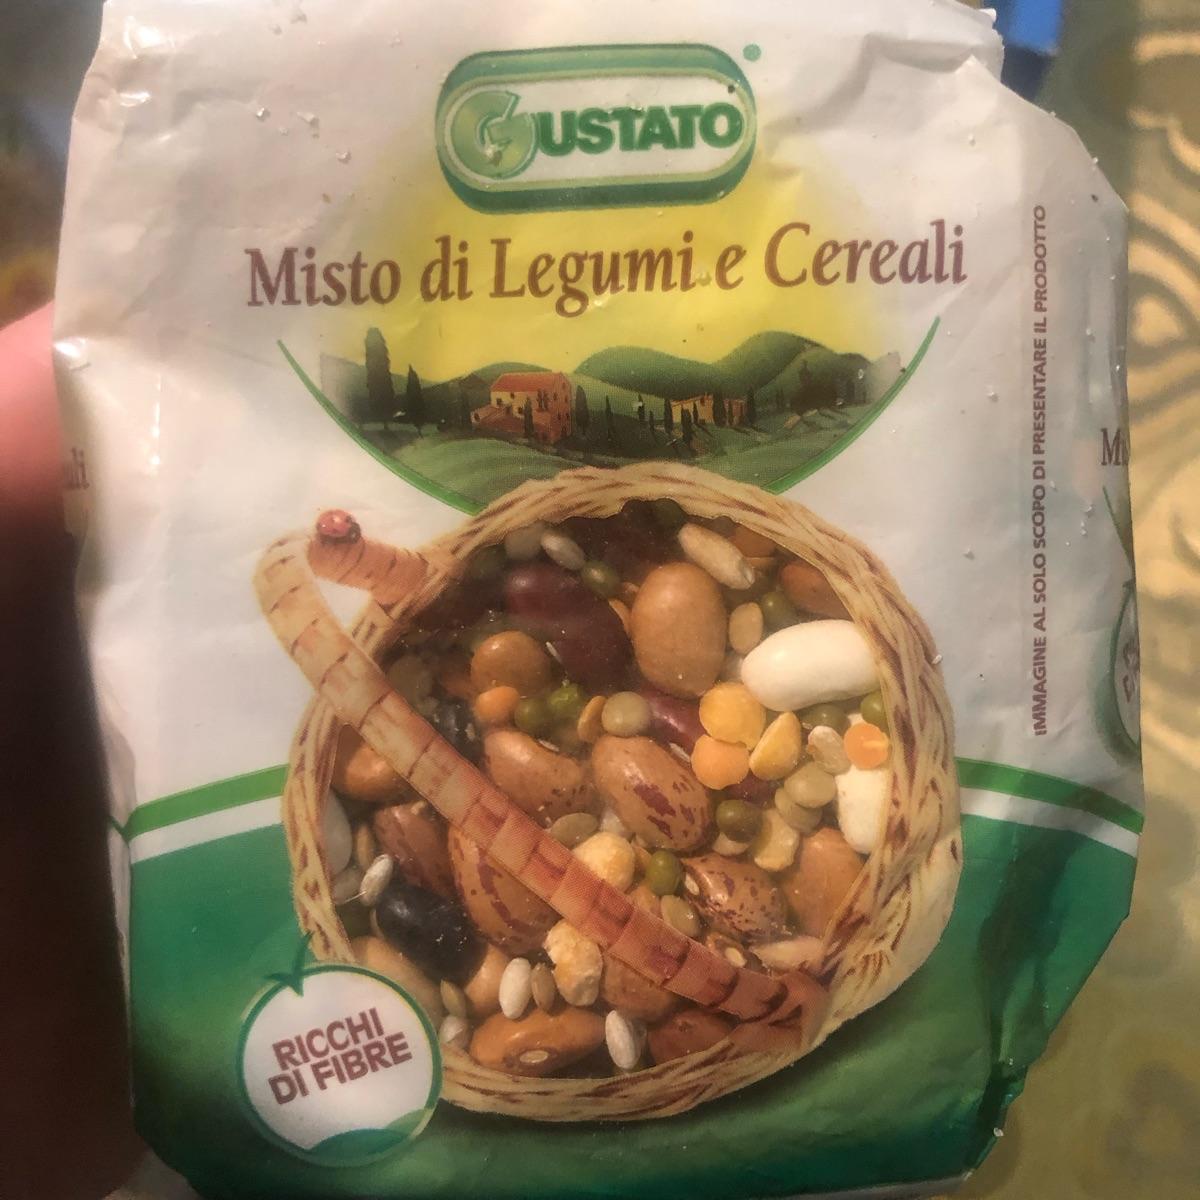 GUSTATO
Misto di Legumi e Cereali
IMMAGINE AL SOLO SCOPO DI PRESENTARE IL PRODOTTO
RICCHI
DI FIBRE